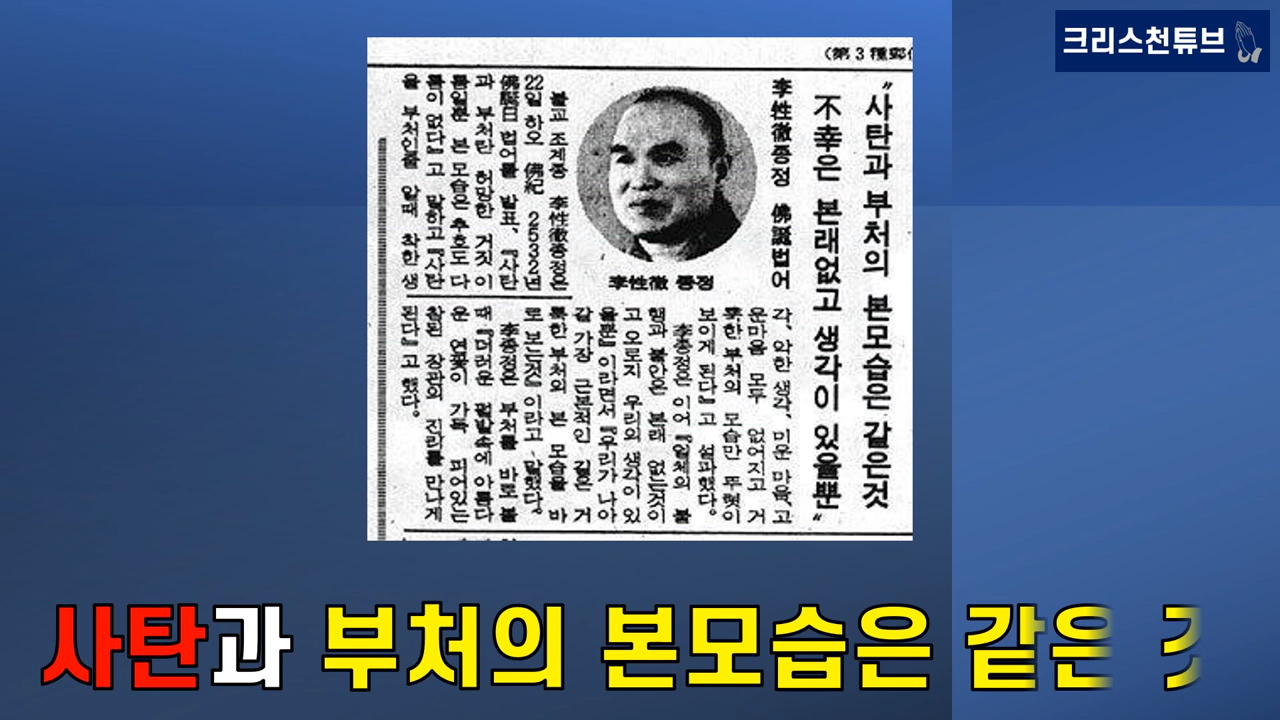 크리스천튜브
(第3種郵
“사탄과 부처의 본모습은 같은것
不幸은 본래없고 생각이 있을뿐”
李性徹종정 佛誕법어
불교 조계종 李性徹종정은
22일 하오 佛紀 2532년
佛誕日 법어를 발표, 『사탄
과 부처란 허망한 거짓 이
름일뿐 본 모습은 추호도 다
름이 없다』고 말하고 『사탄
을 부처인줄 알때 착한 생
李性徹 종정
각, 악한 생각, 미운 마음, 고
운마음 모두 없어지고 거
룩한 부처의 모습만 뚜렷이
보이게 된다』고 설파했다.
李종정은 이어 『일체의 불
행과 불안은 본래 없는것이
고 오로지 우리의 생각이 있
을뿐』이라면서 『우리가 나아
갈 가장 근본적인 길은 거
룩한 부처의 본 모습을 바
로 보는것』이라고 말했다.
李종정은 부처를 바로 볼
때 『더러운 뻘밭속에 아름다
운 연꽃이 가득 피어있는
참된 장관의 진리를 만나게
된다』고 했다.
사탄과 부처의 본모습은 같은